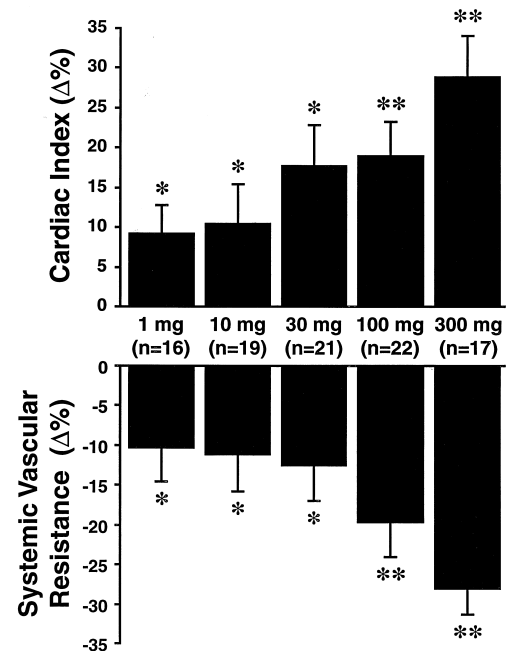 Cardiac Index (Δ%)
35
30
25
20
15
10
5
0
*
*
*
**
**
1 mg
(n=16)
10 mg
(n=19)
30 mg
(n=21)
100 mg
(n=22)
300 mg
(n=17)
Systemic Vascular
Resistance (Δ%)
0
-5
-10
-15
-20
-25
-30
-35
*
*
*
**
**